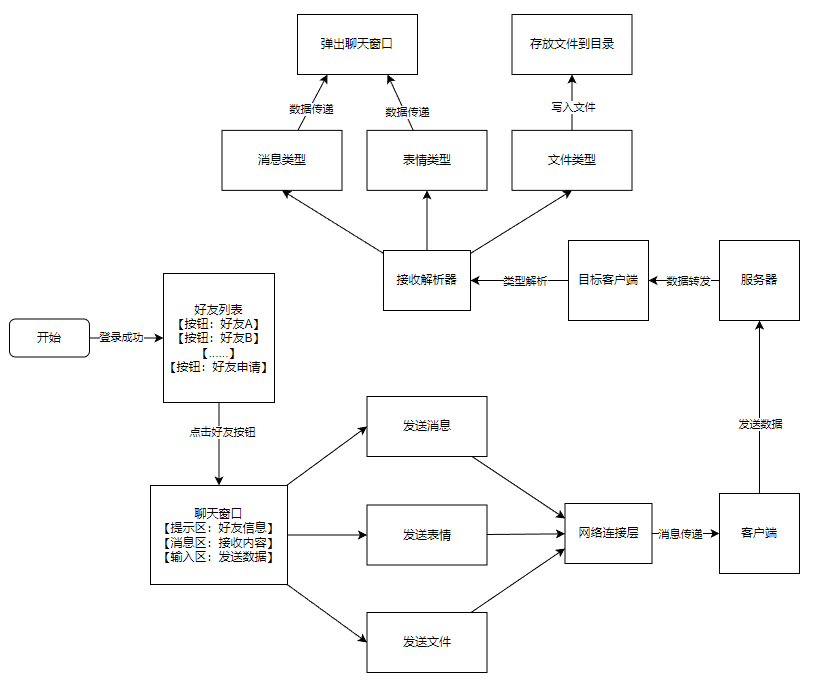 弹出聊天窗口
存放文件到目录
数据传递
数据传递
写入文件
消息类型
表情类型
文件类型
接收解析器
类型解析
目标客户端
数据转发
服务器
开始
登录成功
好友列表
【按钮：好友A】
【按钮：好友B】
【......】
【按钮：好友申请】
点击好友按钮
发送消息
发送数据
聊天窗口
【提示区：好友信息】
【消息区：接收内容】
【输入区：发送数据】
发送表情
网络连接层
消息传递
客户端
发送文件